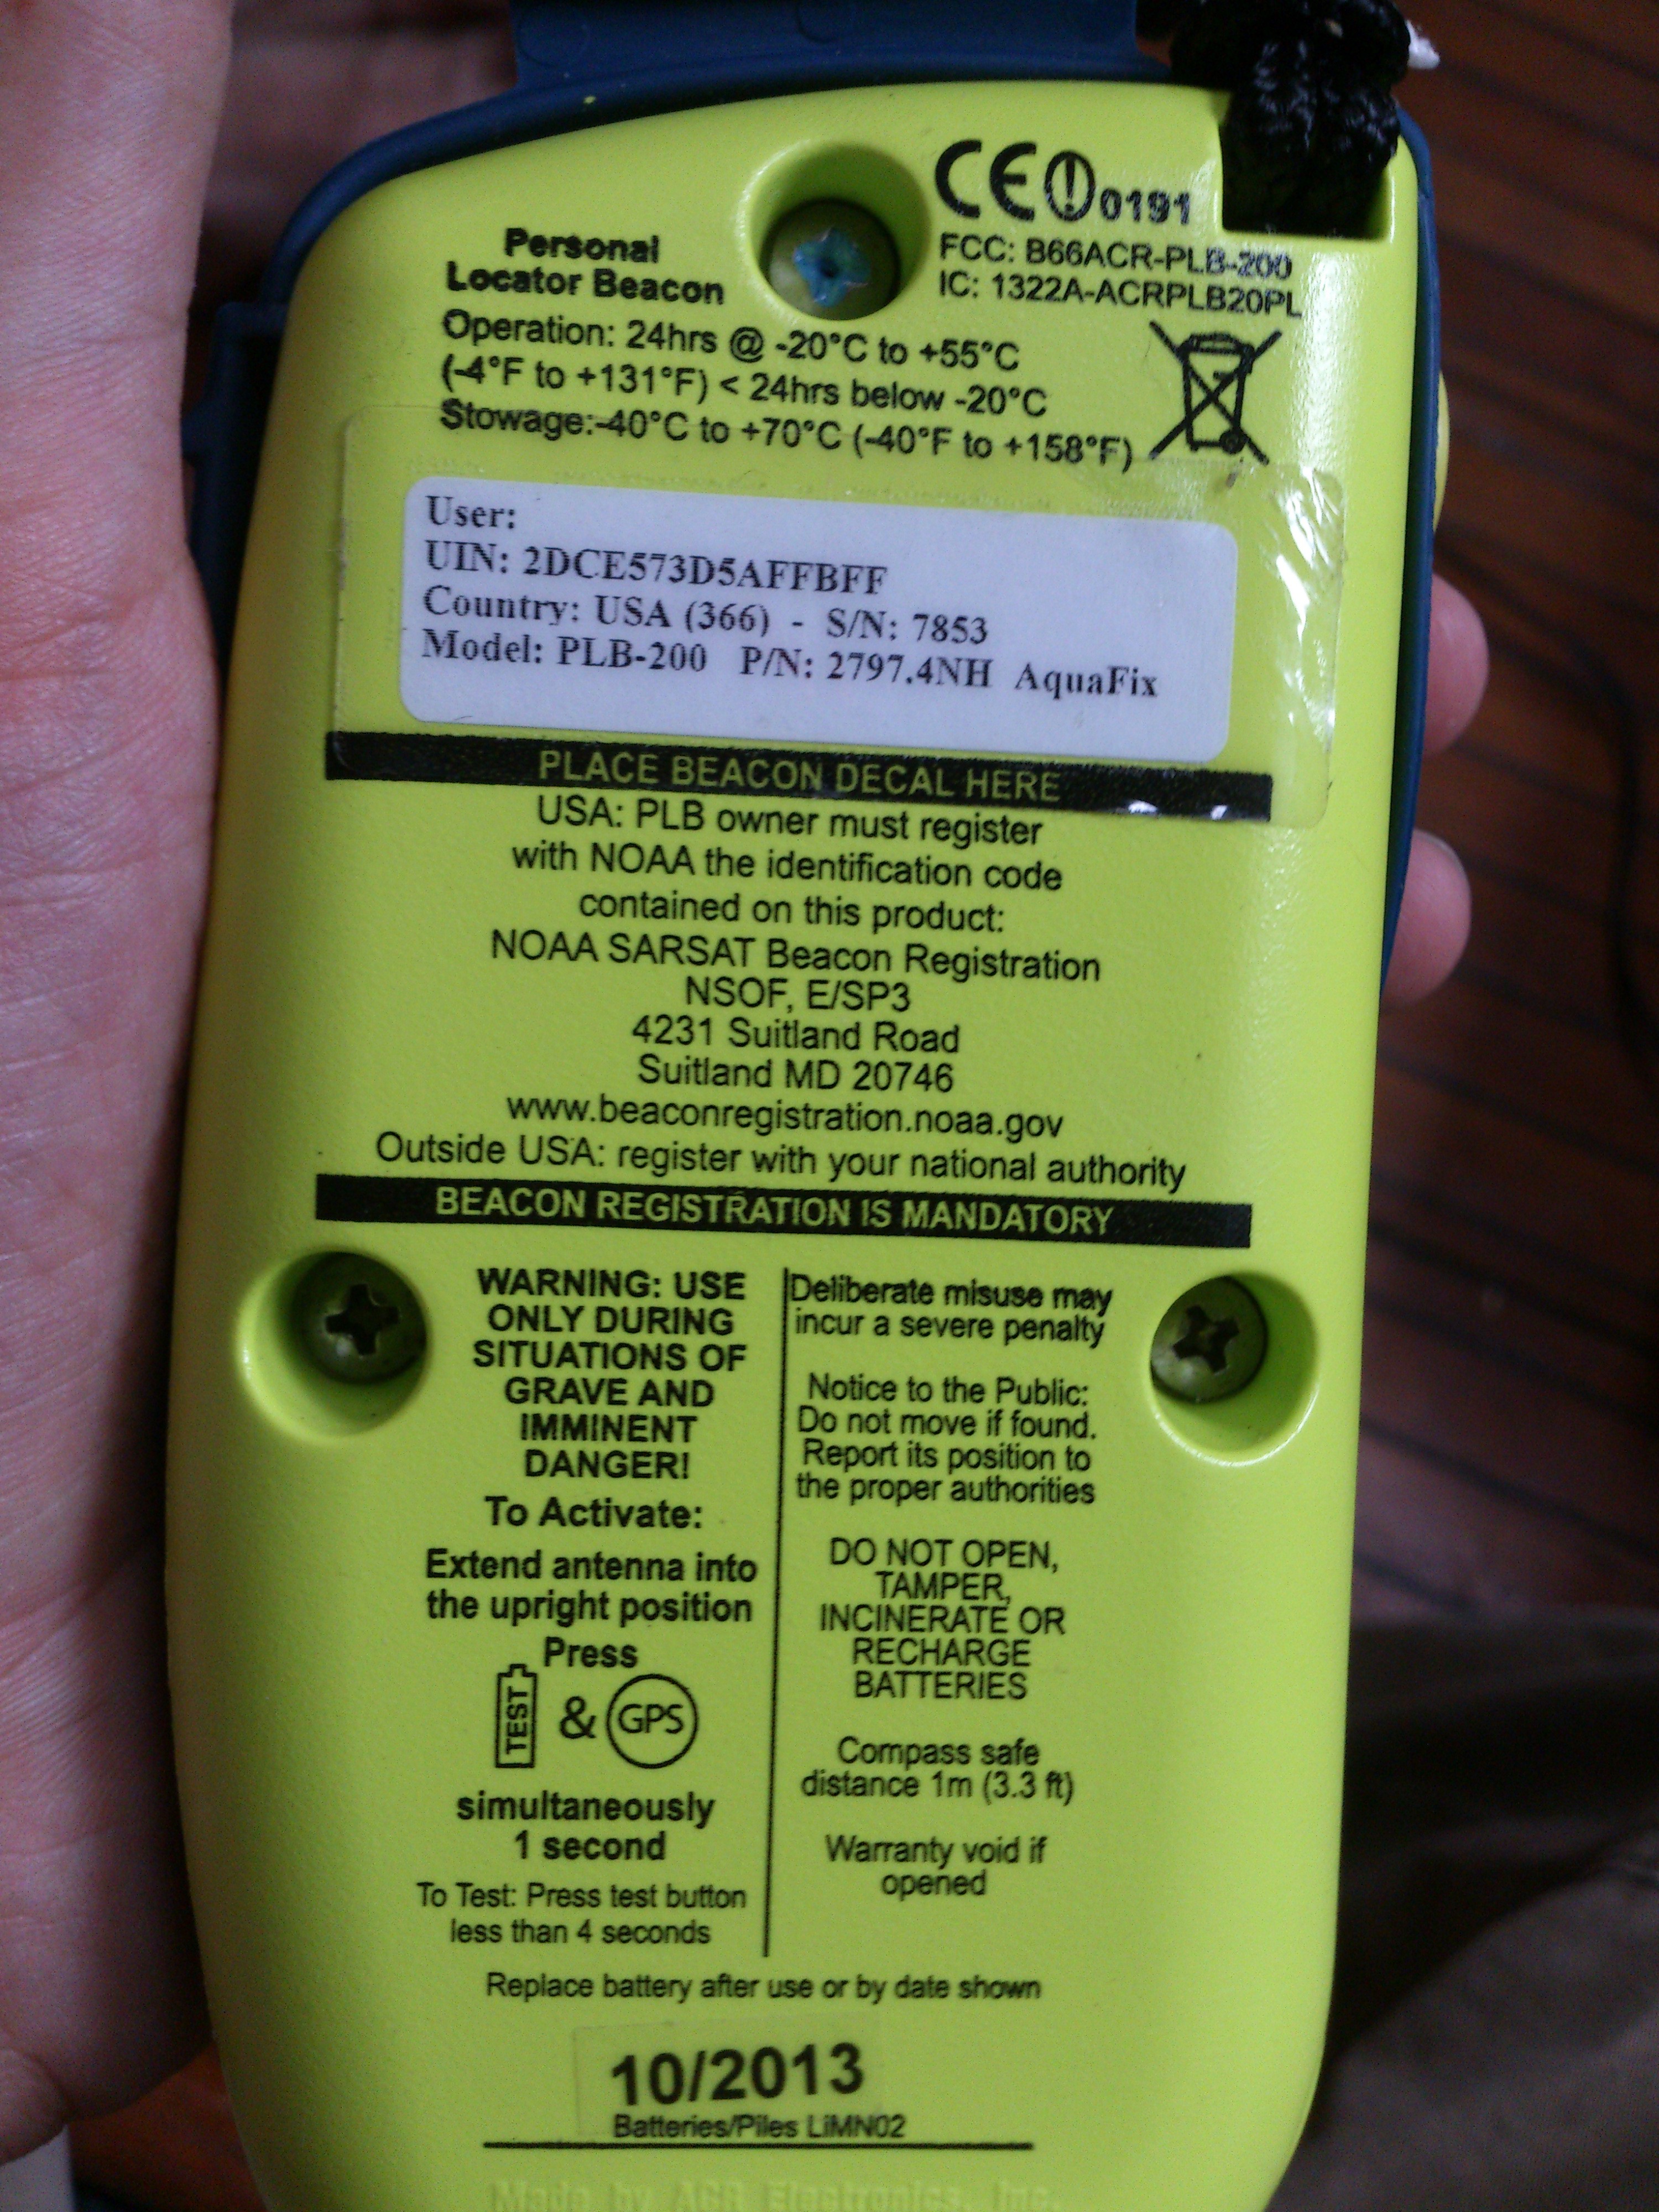 CE 0191
FCC: B66ACR-PLB-200
IC: 1322A-ACRPLB20PL
Personal
Locator Beacon
Operation: 24hrs @ -20°C to +55°C
(-4°F to +131°F) < 24hrs below -20°C
Stowage:-40°C to +70°C (-40°F to +158°F)
User:
UIN: 2DCE573D5AFFBFF
Country: USA (366) - S/N: 7853
Model: PLB-200 P/N: 2797.4NH AquaFix
PLACE BEACON DECAL HERE
USA: PLB owner must register
with NOAA the identification code
contained on this product:
NOAA SARSAT Beacon Registration
NSOF, E/SP3
4231 Suitland Road
Suitland MD 20746
www.beaconregistration.noaa.gov
Outside USA: register with your national authority
BEACON REGISTRATION IS MANDATORY
WARNING: USE
ONLY DURING
SITUATIONS OF
GRAVE AND
IMMINENT
DANGER!
To Activate:
Extend antenna into
the upright position
Press
TEST & GPS
simultaneously
1 second
To Test: Press test button
less than 4 seconds
Deliberate misuse may
incur a severe penalty
Notice to the Public:
Do not move if found.
Report its position to
the proper authorities
DO NOT OPEN,
TAMPER,
INCINERATE OR
RECHARGE
BATTERIES
Compass safe
distance 1m (3.3 ft)
Warranty void if
opened
Replace battery after use or by date shown
10/2013
Batteries/Piles LiMN02
Made by ACR Electronics, Inc.